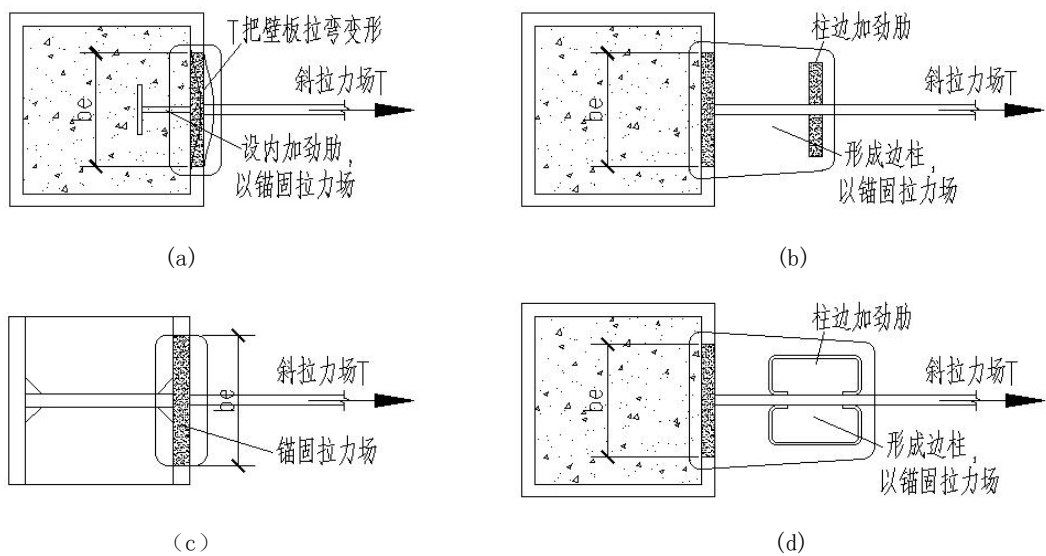 T把壁板拉弯变形
斜拉力场T
be
设内加劲肋,
以锚固拉力场
(a)
柱边加劲肋
斜拉力场T
be
形成边柱,
以锚固拉力场
(b)
斜拉力场T
be
锚固拉力场
(c)
柱边加劲肋
斜拉力场T
be
形成边柱,
以锚固拉力场
(d)